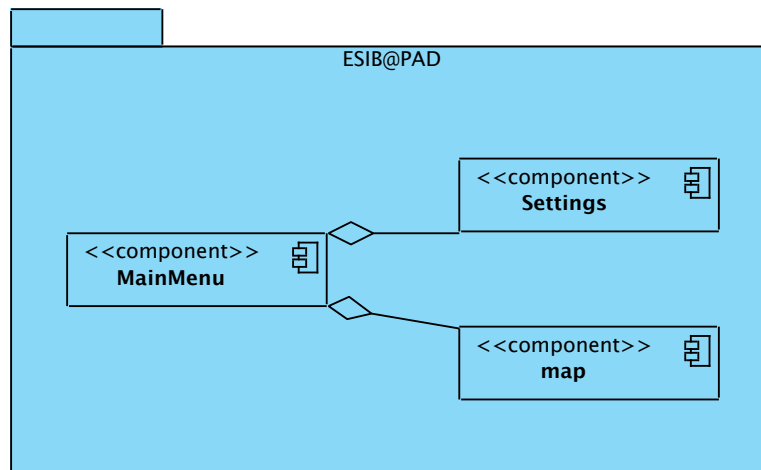 ESIB@PAD
<<component>>
Settings
<<component>>
MainMenu
<<component>>
map